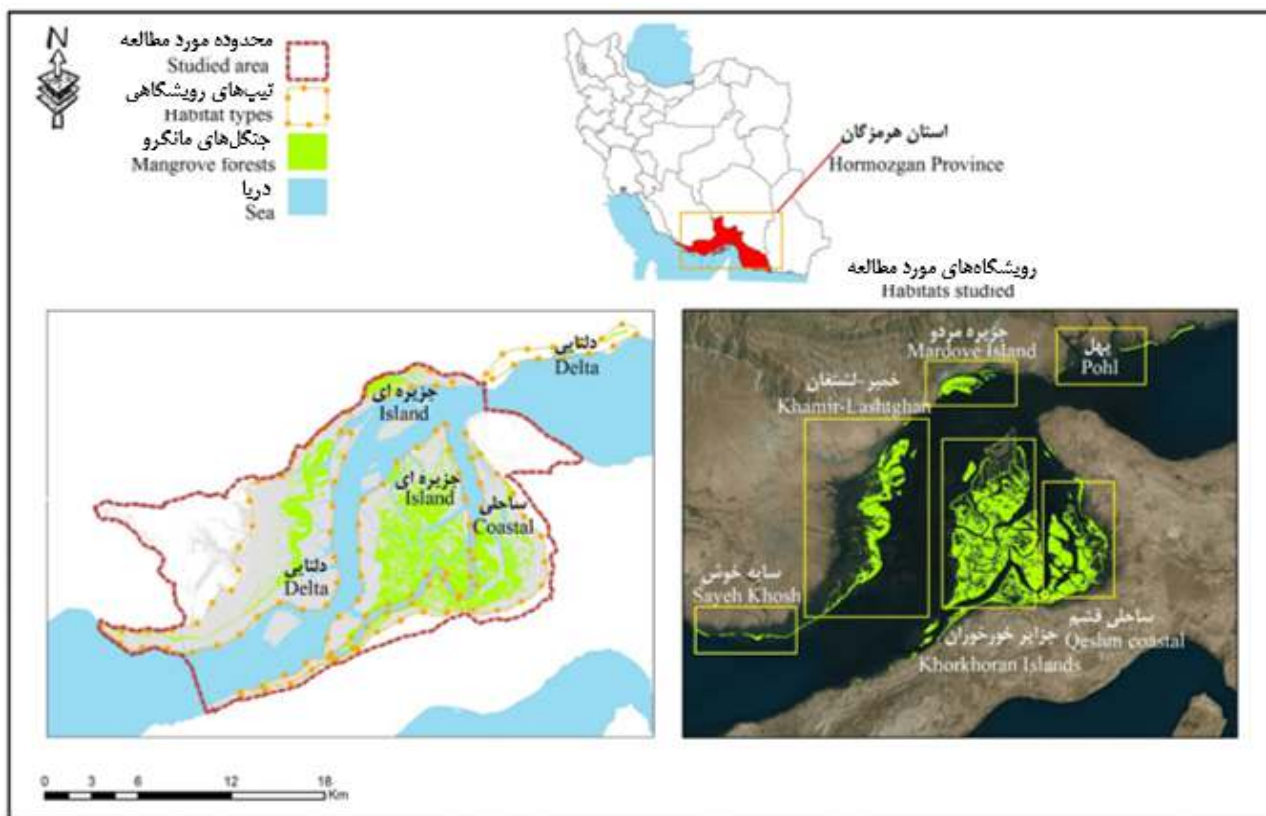 N
محدوده مورد مطالعه
Studied area
تیپ‌های رویشگاهی
Habitat types
جنگل‌های مانگرو
Mangrove forests
دریا
Sea
استان هرمزگان
Hormozgan Province
رویشگاه‌های مورد مطالعه
Habitats studied
دلتایی
Delta
جزیره ای
Island
جزیره ای
Island
ساحلی
Coastal
دلتایی
Delta
جزیره مردو
Mardove Island
پهل
Pohl
خمیر-لشتغان
Khamir-Lashtghan
سایه خوش
Sayeh Khosh
ساحلی قشم
Qeshm coastal
جزایر خورخوران
Khorkhoran Islands
0 3 6 12 18
Km